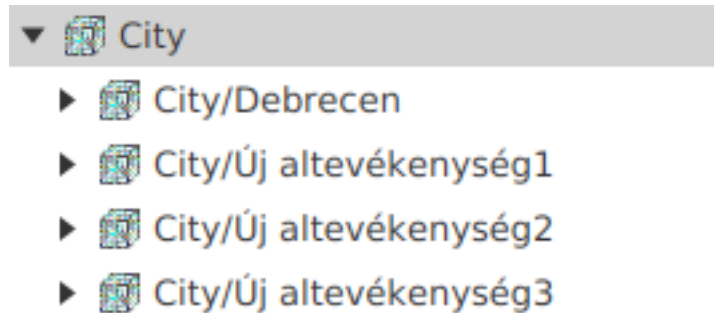 City
City/Debrecen
City/Új altevékenység1
City/Új altevékenység2
City/Új altevékenység3